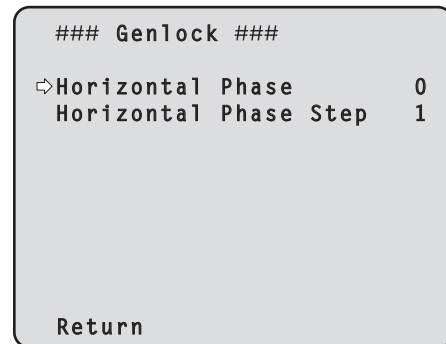 ### Genlock ###
⇨Horizontal Phase 0
Horizontal Phase Step 1
Return